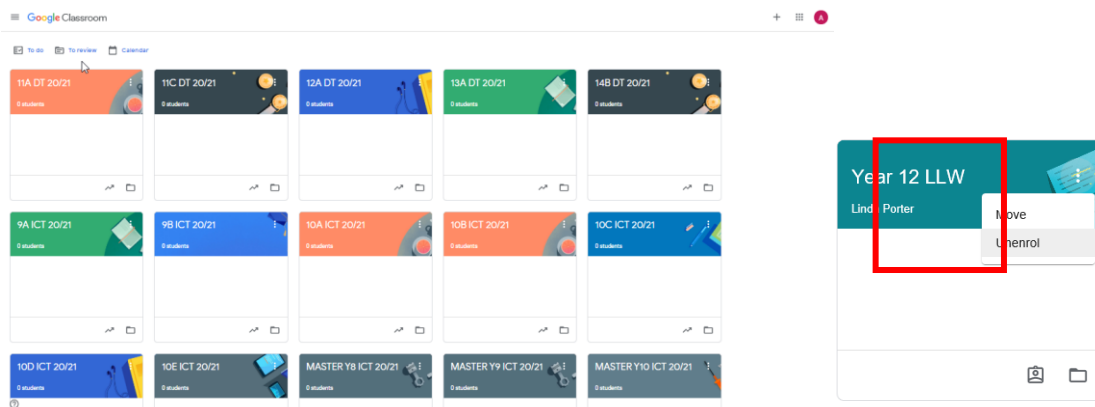 Google Classroom
A
To do To review Calendar
11A DT 20/21
0 students
11C DT 20/21
0 students
12A DT 20/21
0 students
13A DT 20/21
0 students
14B DT 20/21
0 students
9A ICT 20/21
0 students
9B ICT 20/21
0 students
10A ICT 20/21
0 students
10B ICT 20/21
0 students
10C ICT 20/21
0 students
10D ICT 20/21
0 students
10E ICT 20/21
0 students
MASTER Y8 ICT 20/21
0 students
MASTER Y9 ICT 20/21
0 students
MASTER Y10 ICT 20/21
0 students
Year 12 LLW
Linda Porter
Move
Unenrol